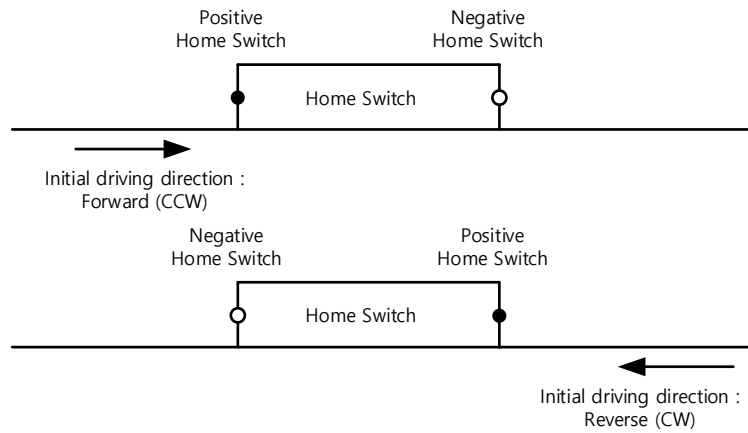 Positive
Home Switch
Negative
Home Switch
Home Switch
Initial driving direction :
Forward (CCW)
Negative
Home Switch
Positive
Home Switch
Home Switch
Initial driving direction :
Reverse (CW)